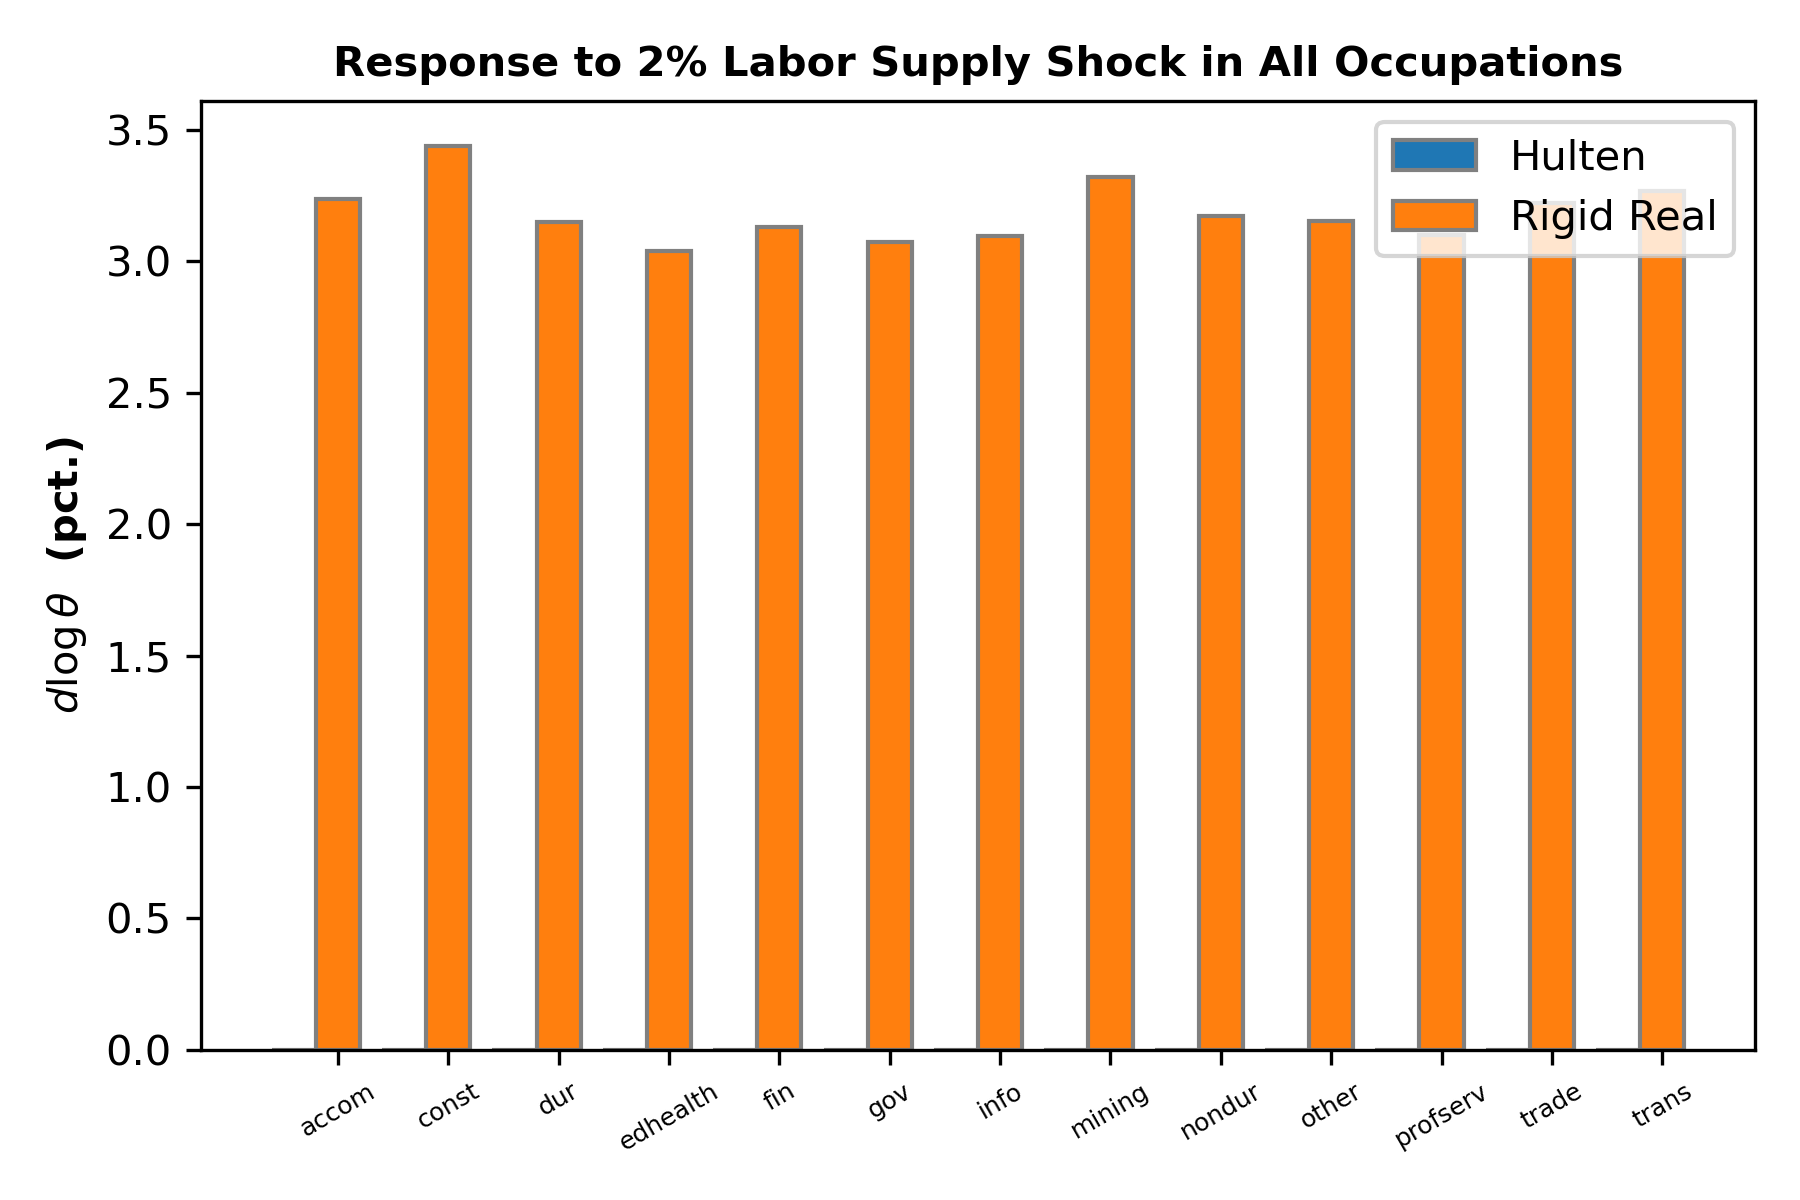 Response to 2% Labor Supply Shock in All Occupations
3.5
3.0
2.5
2.0
1.5
1.0
0.5
0.0
d log θ (pct.)
Hulten
Rigid Real
accom
const
dur
edhealth
fin
gov
info
mining
nondur
other
profserv
trade
trans